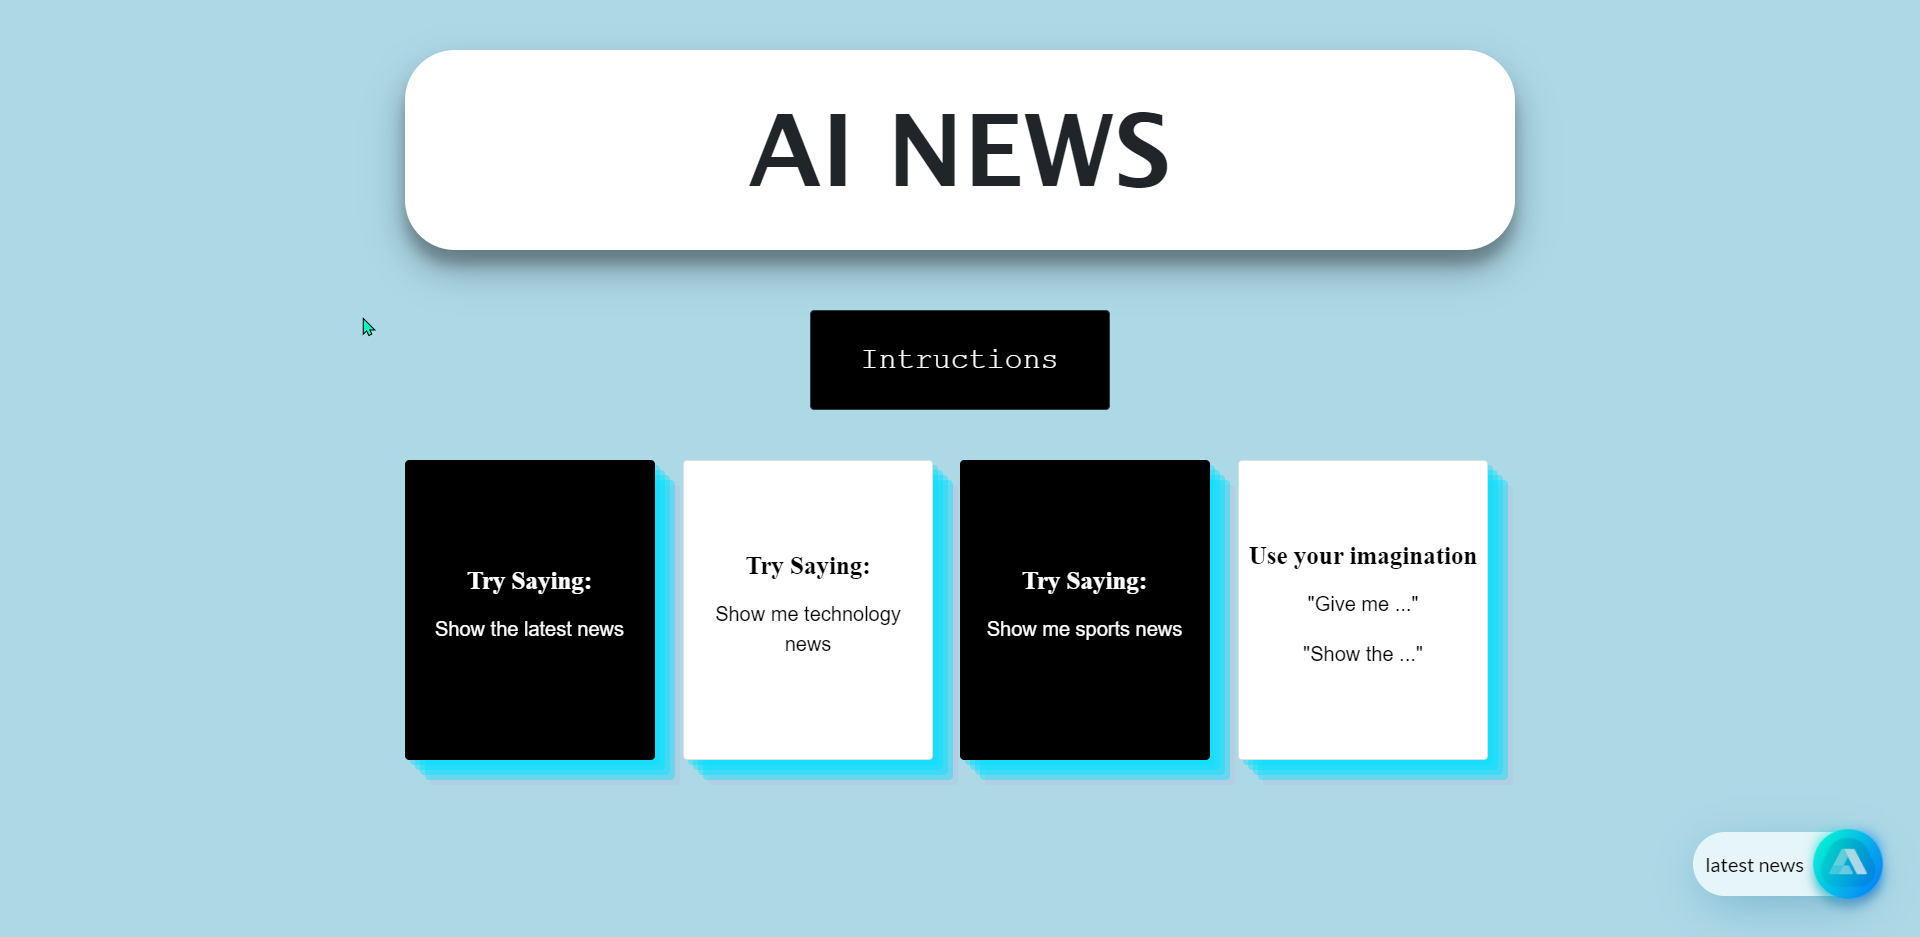 AI NEWS
Intructions
Try Saying:
Show the latest news
Try Saying:
Show me technology
news
Try Saying:
Show me sports news
Use your imagination
"Give me ..."
"Show the ..."
latest news